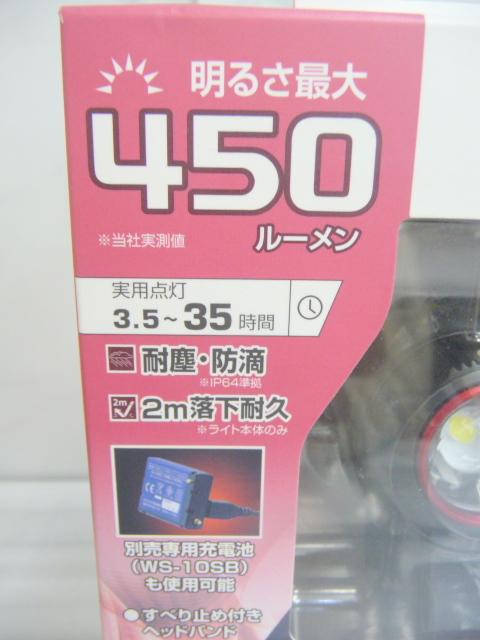 明るさ最大
450
※当社実測値
ルーメン
実用点灯
3.5~35時間
耐塵・防滴
※IP64準拠
2m
2m落下耐久
※ライト本体のみ
別売専用充電池
(WS-10SB)
も使用可能
●すべり止め付き
ヘッドバンド